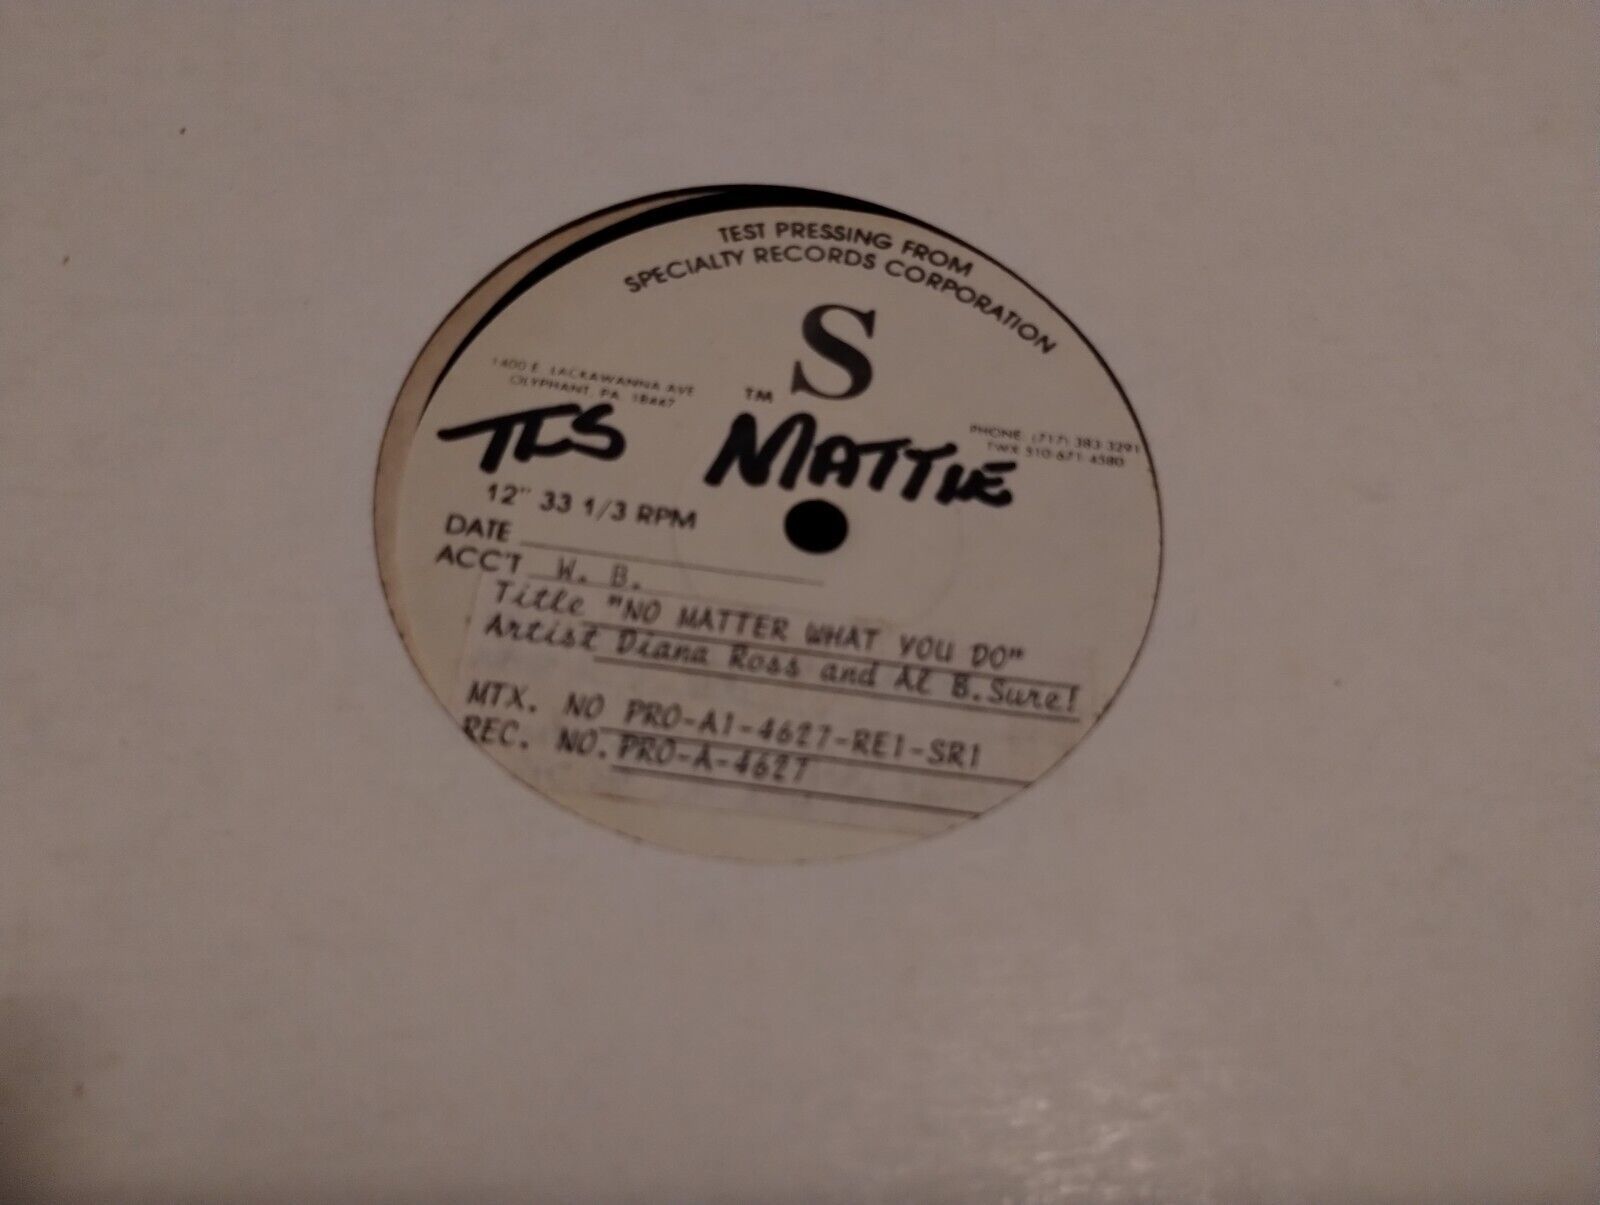 TEST PRESSING FROM
SPECIALTY RECORDS CORPORATION
S
TM
1400 E. LACKAWANNA AVE
OLYPHANT, PA. 18447
PHONE (717) 383-3291
TWX 510-671-4580
MATTIE
12" 33 1/3 RPM
DATE
ACC'T W. B.
Title "NO MATTER WHAT YOU DO"
Artist Diana Ross and Al B.Sure!
MTX. NO PRO-A1-4627-RE1-SR1
REC. NO. PRO-A-4627